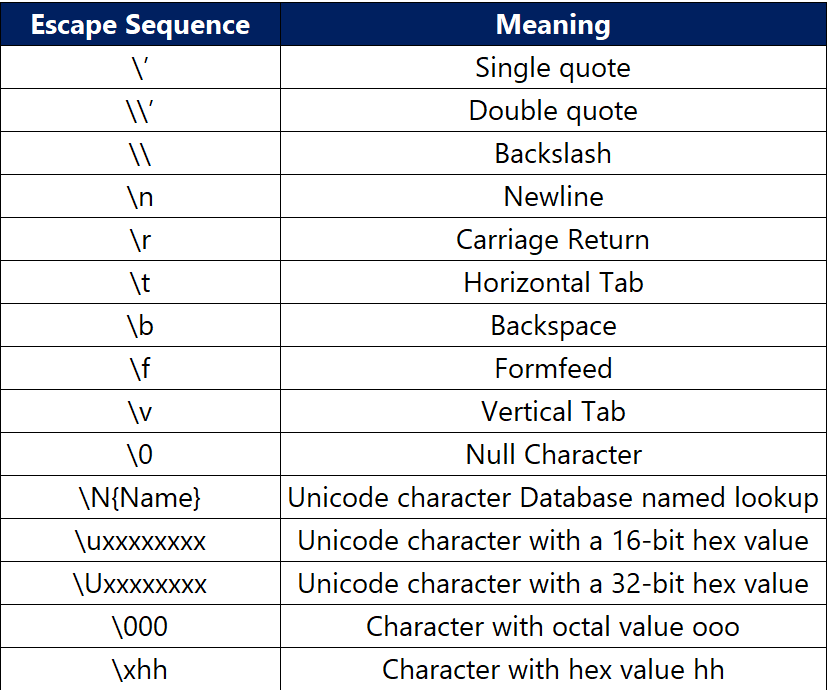 Escape Sequence Meaning
\’ Single quote
\\’ Double quote
\\ Backslash
\n Newline
\r Carriage Return
\t Horizontal Tab
\b Backspace
\f Formfeed
\v Vertical Tab
\0 Null Character
\N{Name} Unicode character Database named lookup
\uxxxxxxxx Unicode character with a 16-bit hex value
\Uxxxxxxxx Unicode character with a 32-bit hex value
\000 Character with octal value ooo
\xhh Character with hex value hh